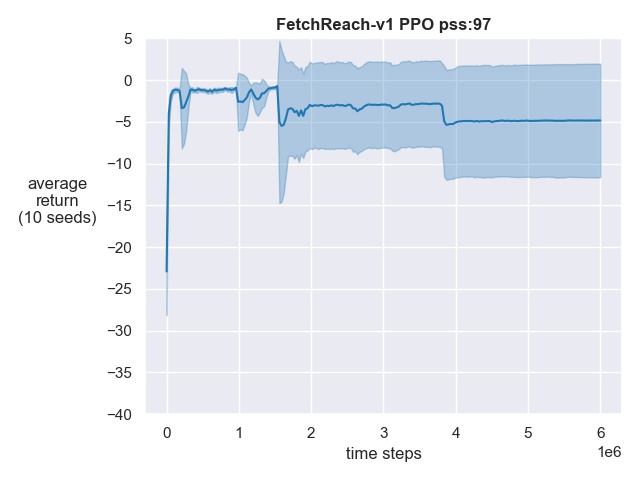 FetchReach-v1 PPO pss:97
5
0
−5
−10
−15
−20
−25
−30
−35
−40
average
return
(10 seeds)
0 1 2 3 4 5 6
time steps
1e6